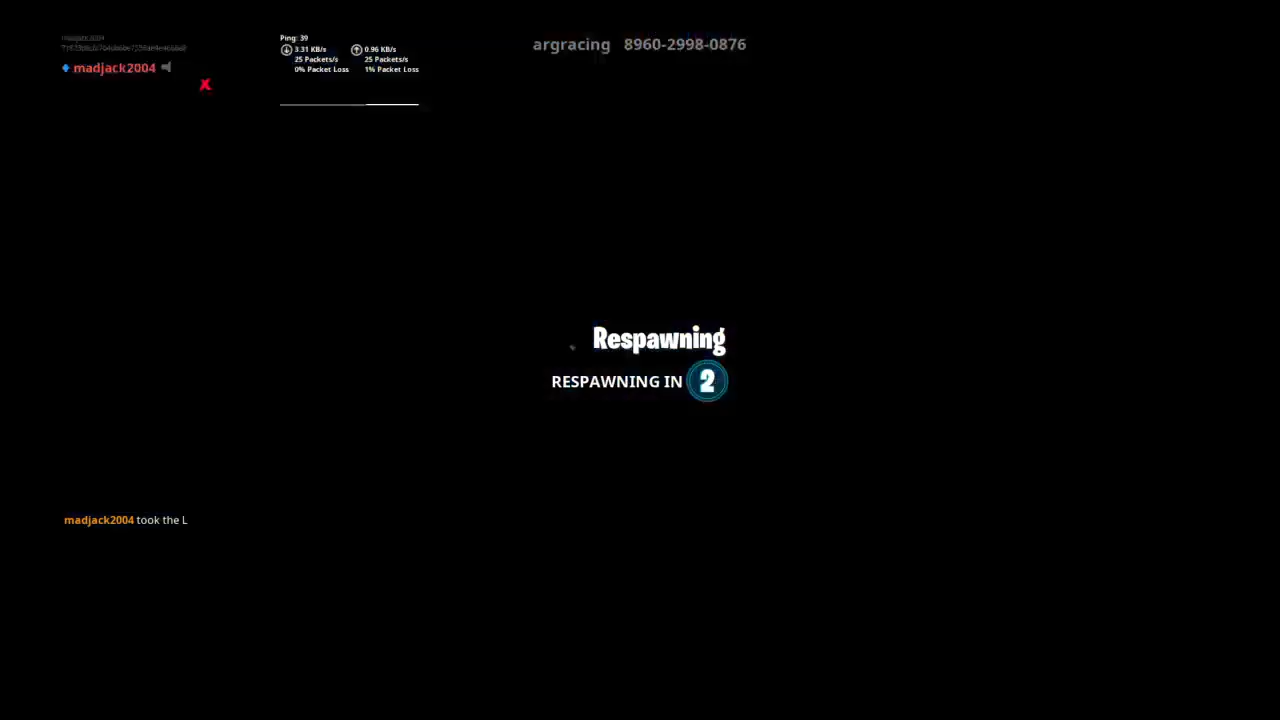 madjack2004
madjack2004
X
Ping: 39
3.31 KB/s 0.96 KB/s
25 Packets/s 25 Packets/s
0% Packet Loss 1% Packet Loss
argracing 8960-2998-0876
Respawning
RESPAWNING IN 2
madjack2004 took the L